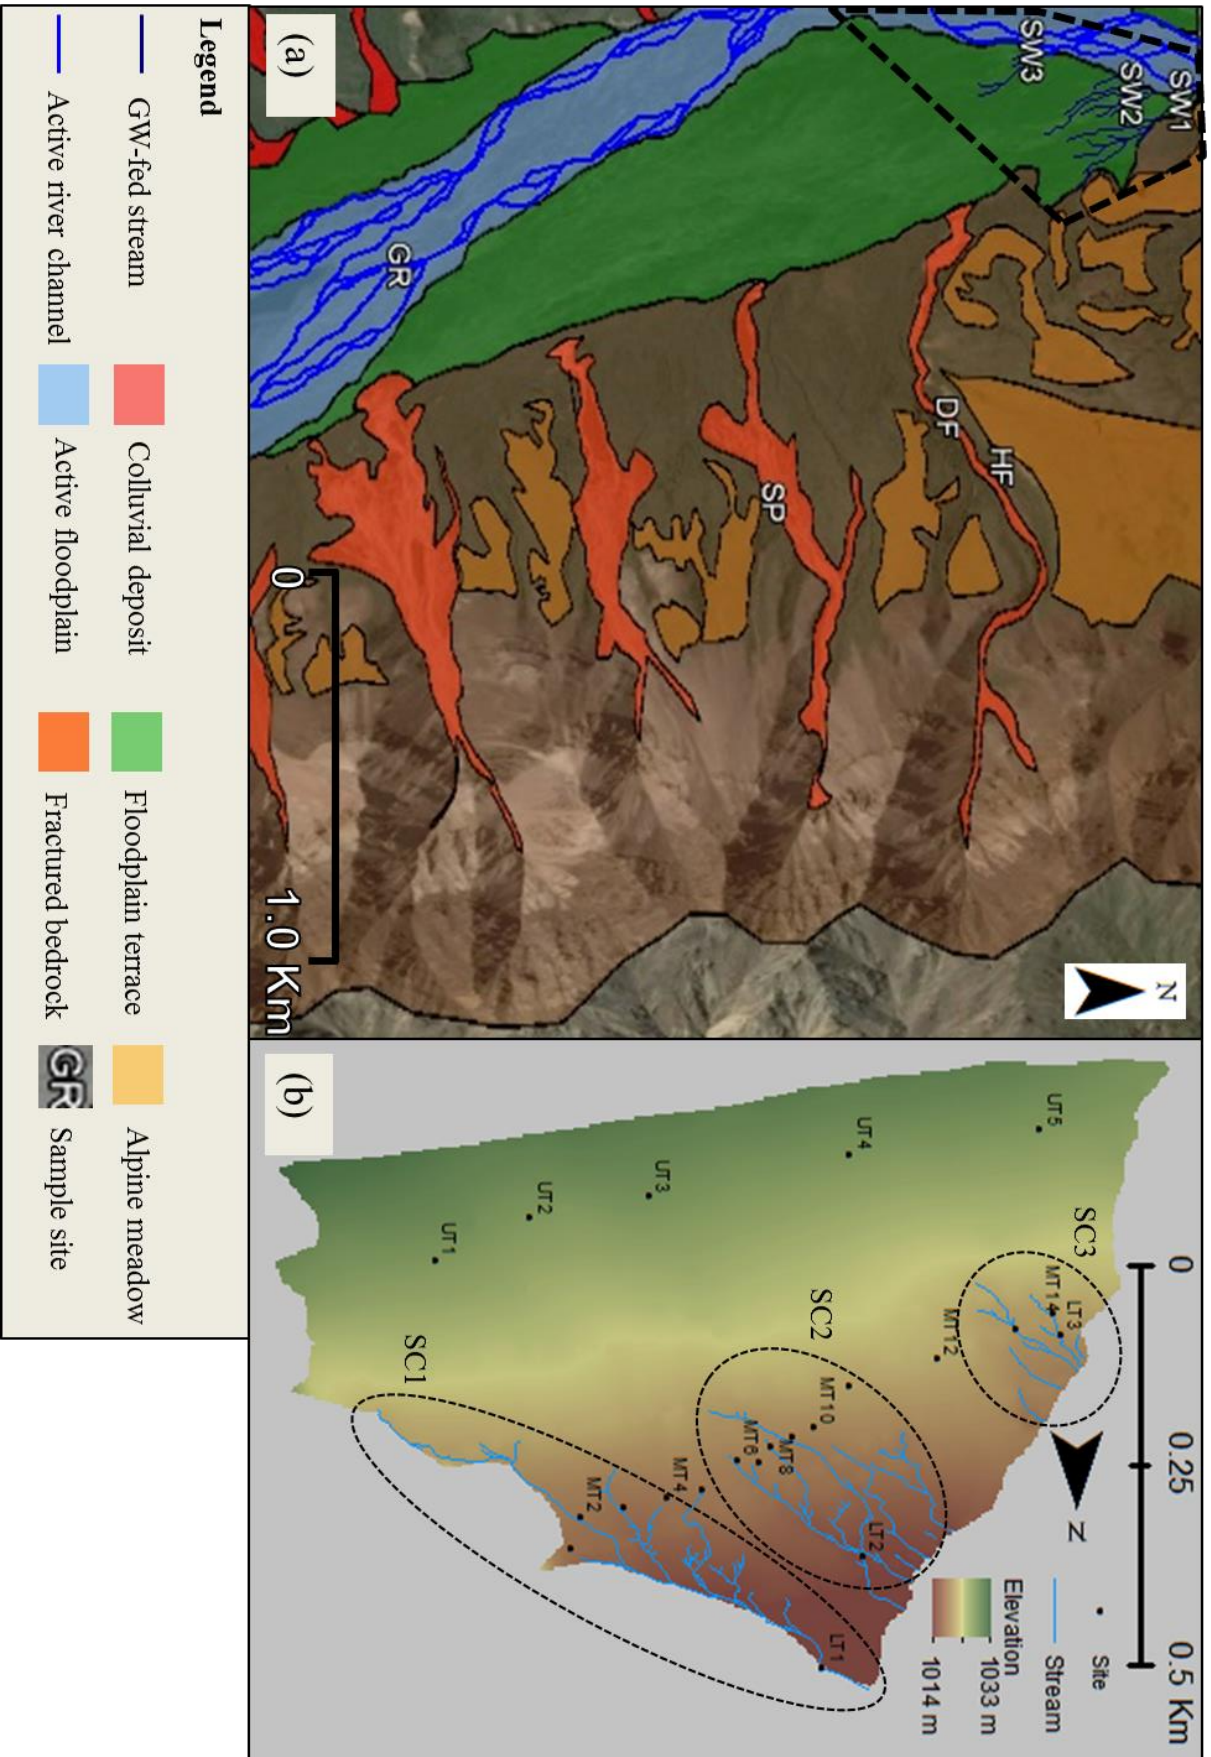 (a)
SW1
SW2
SW3
GR
DF
HF
SP
N
0 1.0 Km
(b)
0 0.25 0.5 Km
N
Site
Stream
Elevation
1033 m
1014 m
UT5
UT4
UT3
UT2
UT1
SC3
LT3
MT14
MT12
SC2
MT10
MT8
MT6
LT2
SC1
MT4
MT2
LT1
Legend
GW-fed stream Colluvial deposit Floodplain terrace Alpine meadow
Active river channel Active floodplain Fractured bedrock GR Sample site